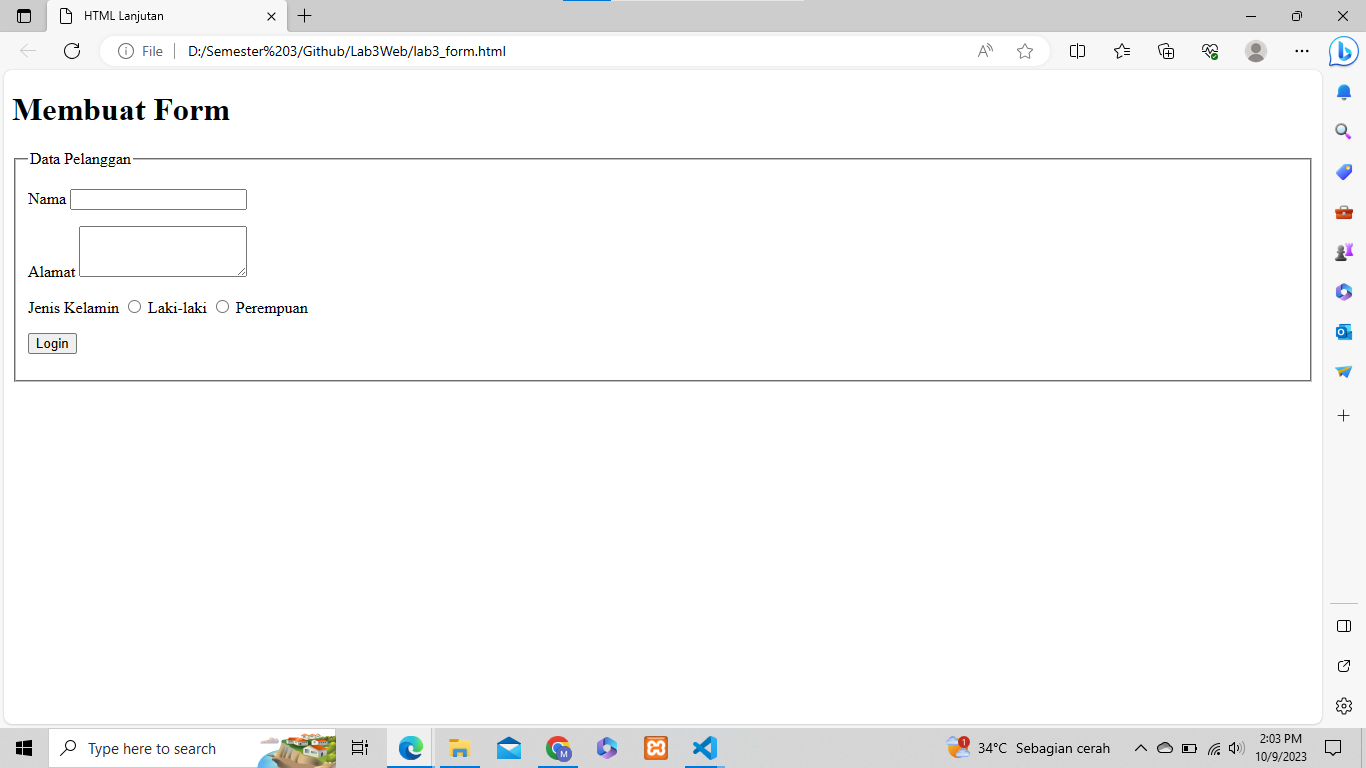 HTML Lanjutan
File D:/Semester%203/Github/Lab3Web/lab3_form.html
Membuat Form
Data Pelanggan
Nama
Alamat
Jenis Kelamin Laki-laki Perempuan
Login
Type here to search
M
1
34°C Sebagian cerah
2:03 PM
10/9/2023